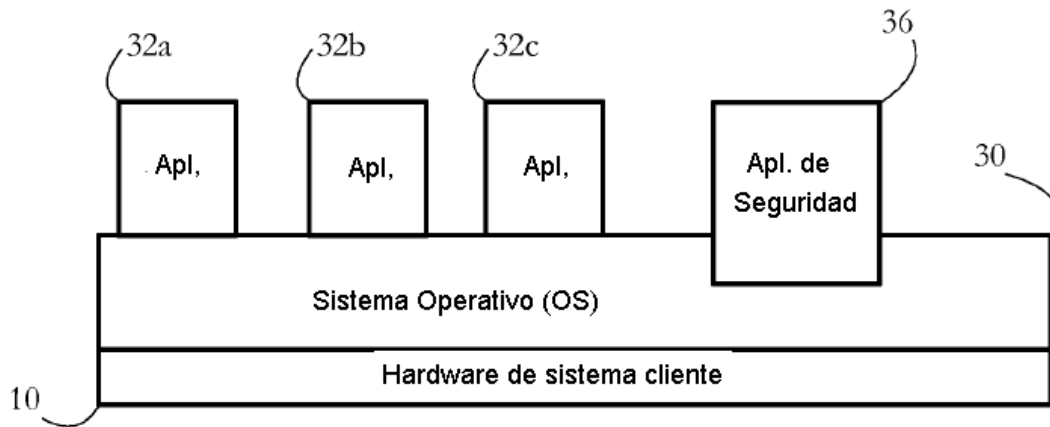 32a
32b
32c
36
Apl,
Apl,
Apl,
Apl. de
Seguridad
30
Sistema Operativo (OS)
Hardware de sistema cliente
10